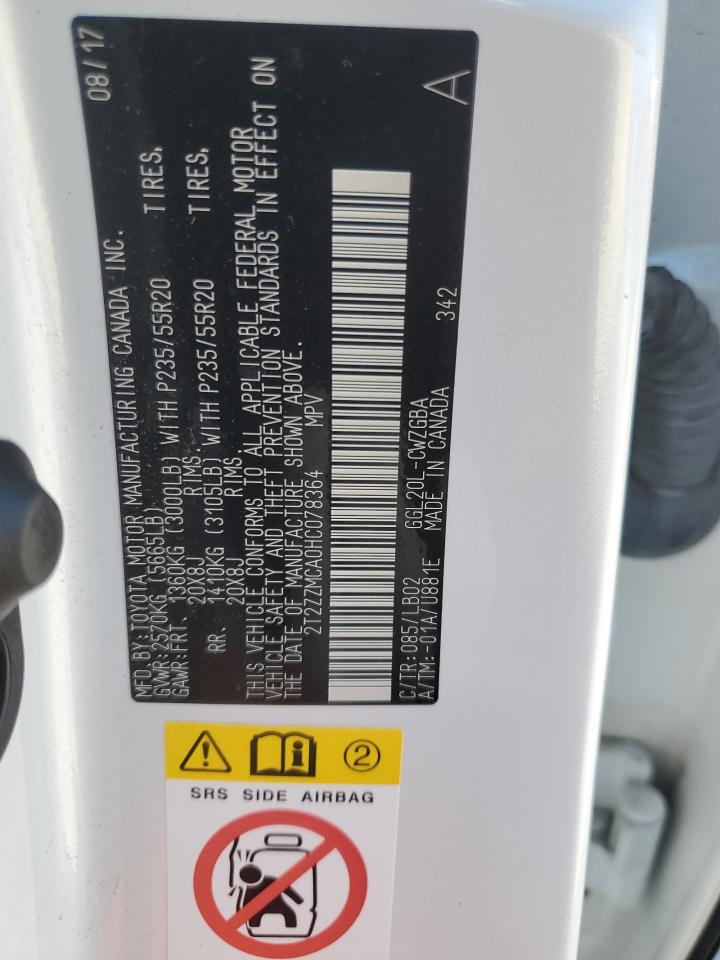 MFD. BY:TOYOTA MOTOR MANUFACTURING CANADA INC. 08/17
GVWR:2570KG (5665LB)
GAWR:FRT. 1360KG (3000LB) WITH P235/55R20 TIRES,
20X8J RIMS.
RR. 1410KG (3105LB) WITH P235/55R20 TIRES,
20X8J RIMS.
THIS VEHICLE CONFORMS TO ALL APPLICABLE FEDERAL MOTOR
VEHICLE SAFETY AND THEFT PREVENTION STANDARDS IN EFFECT ON
THE DATE OF MANUFACTURE SHOWN ABOVE.
2T2ZZMCA0HC078364 MPV
C/TR:085/LB02 GGL20L-CWZGBA A
A/TM:-01A/U881E MADE IN CANADA 342
2
SRS SIDE AIRBAG